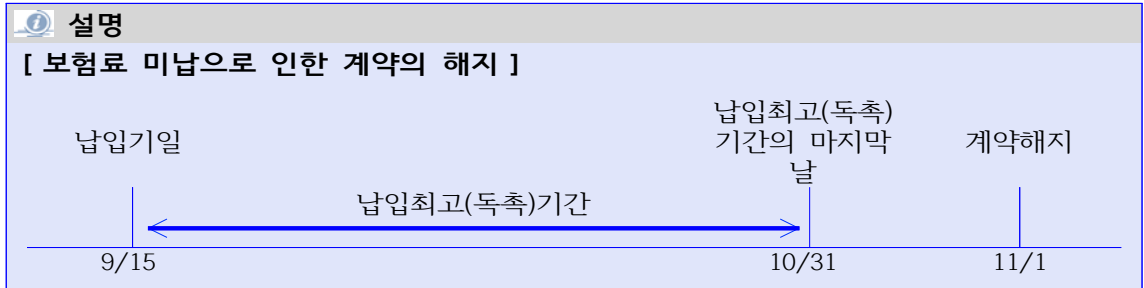 설명
[ 보험료 미납으로 인한 계약의 해지 ]
납입기일
납입최고(독촉)
기간의 마지막
날
계약해지
납입최고(독촉)기간
9/15
10/31
11/1